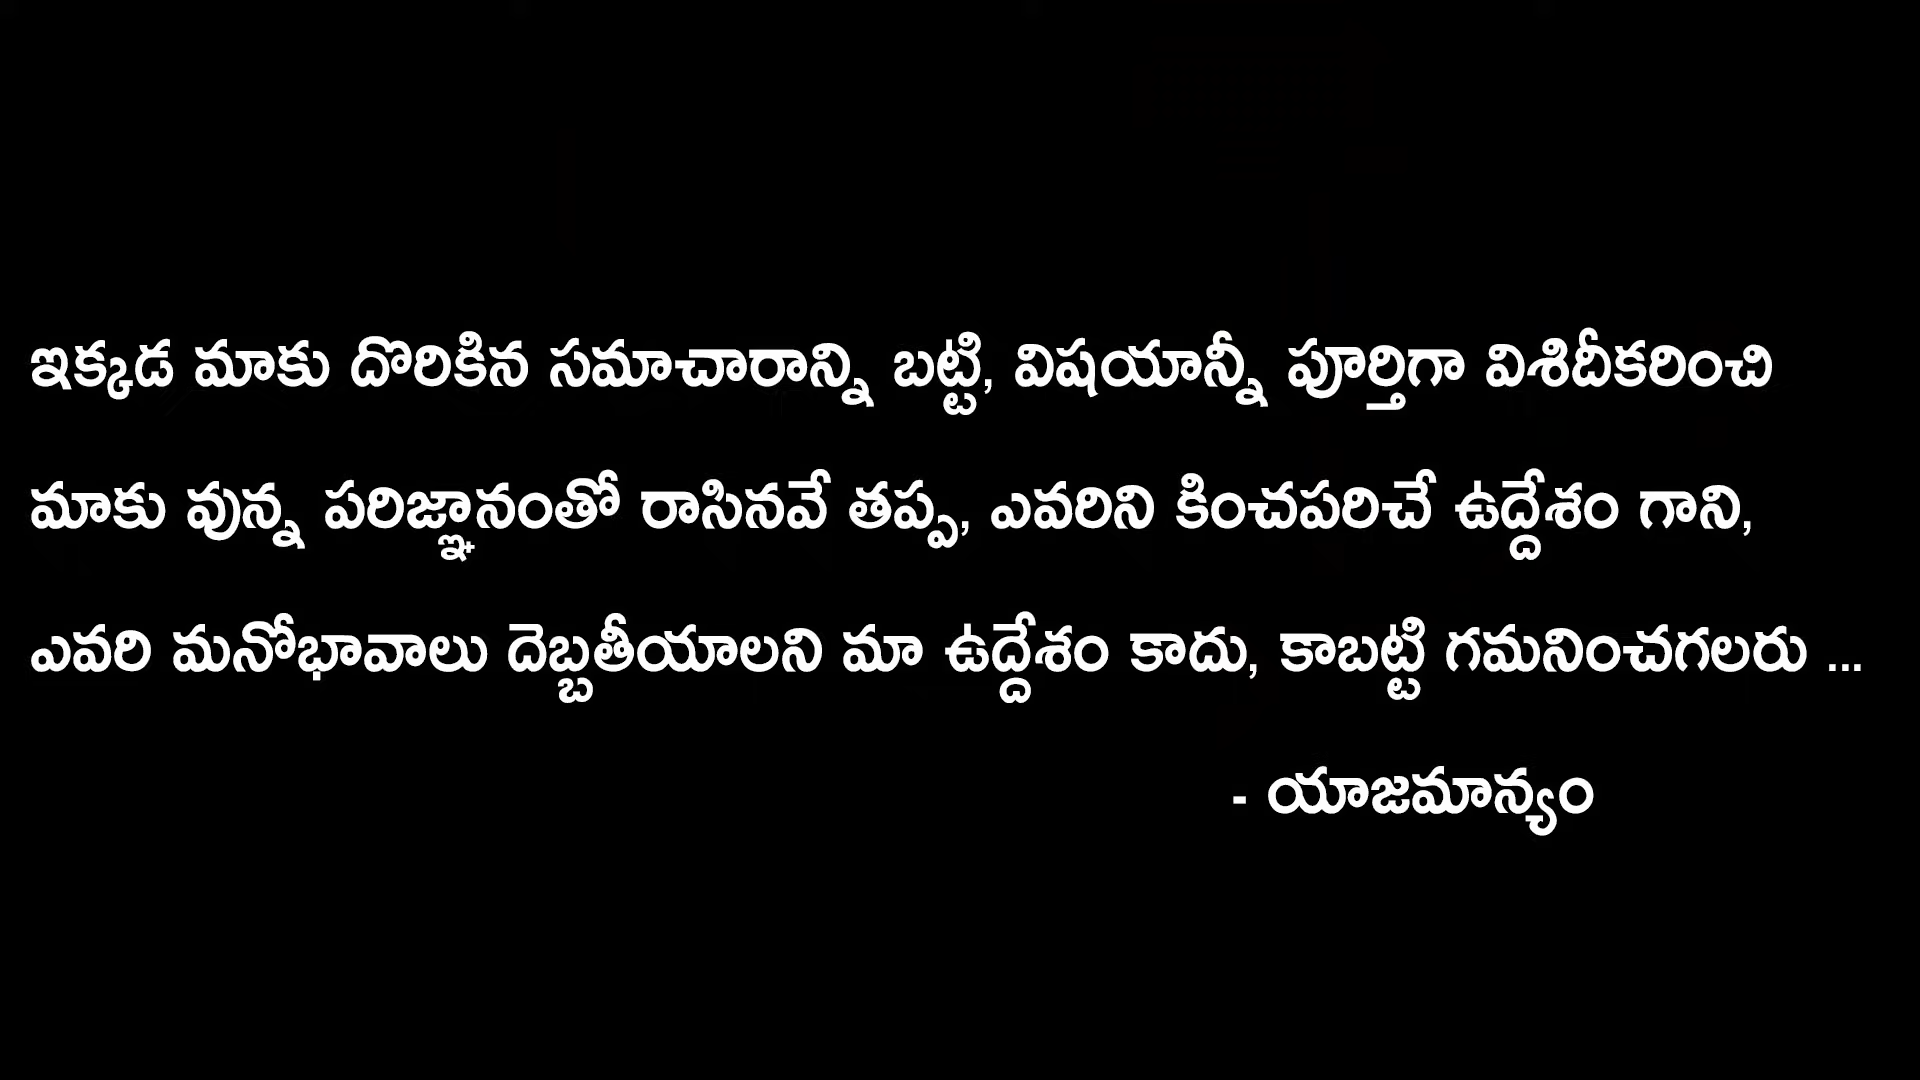 ఇక్కడ మాకు దొరికిన సమాచారాన్ని బట్టి, విషయాన్నీ పూర్తిగా విశిదీకరించి
మాకు వున్న పరిజ్ఞానంతో రాసినవే తప్ప, ఎవరిని కించపరిచే ఉద్దేశం గాని,
ఎవరి మనోభావాలు దెబ్బతీయాలని మా ఉద్దేశం కాదు, కాబట్టి గమనించగలరు ...
- యాజమాన్యం